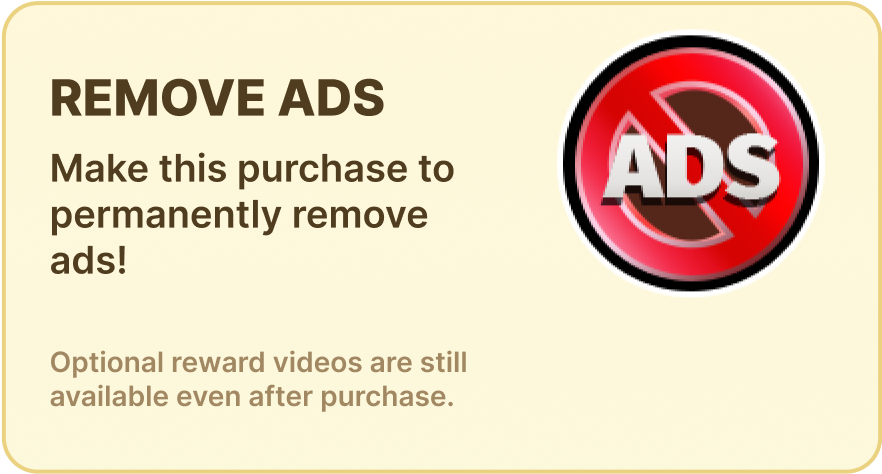 REMOVE ADS
Make this purchase to
permanently remove
ads!
ADS
Optional reward videos are still
available even after purchase.